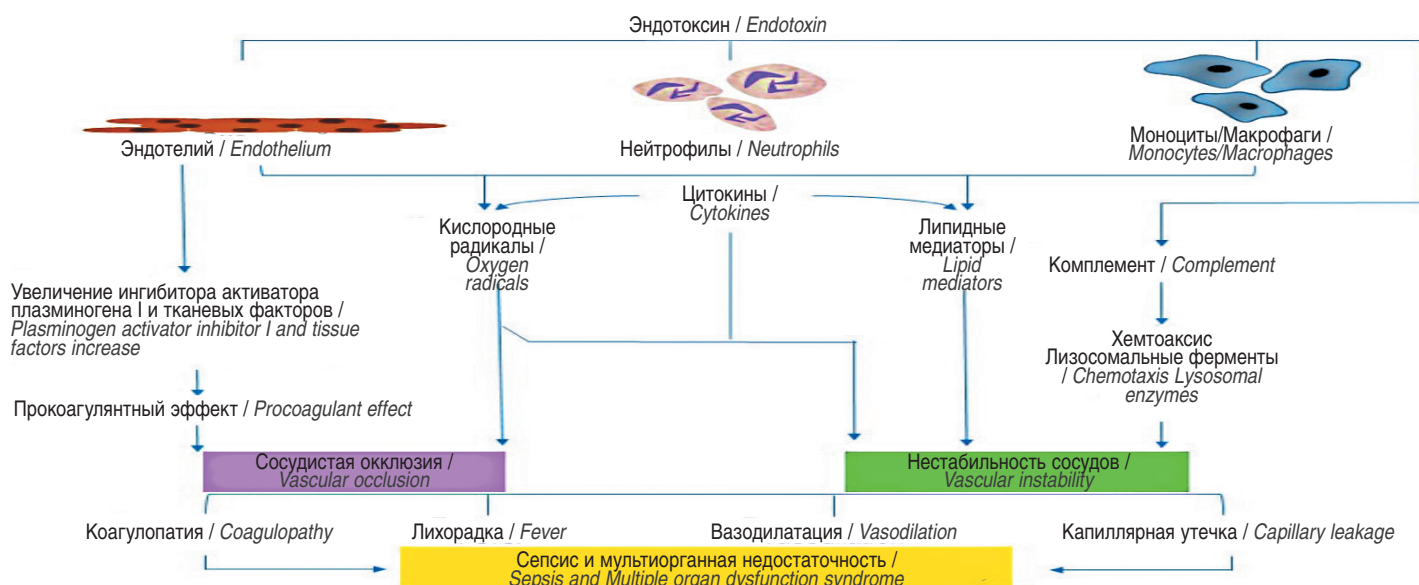 Эндотоксин / Endotoxin
Эндотелий / Endothelium
Нейтрофилы / Neutrophils
Моноциты/Макрофаги /
Monocytes/Macrophages
Цитокины /
Cytokines
Кислородные
радикалы /
Oxygen
radicals
Липидные
медиаторы /
Lipid
mediators
Комплемент / Complement
Увеличение ингибитора активатора
плазминогена I и тканевых факторов /
Plasminogen activator inhibitor I and tissue
factors increase
Хемтоаксис
Лизосомальные ферменты
/ Chemotaxis Lysosomal
enzymes
Прокоагулянтный эффект / Procoagulant effect
Сосудистая окклюзия /
Vascular occlusion
Нестабильность сосудов /
Vascular instability
Коагулопатия / Coagulopathy
Лихорадка / Fever
Вазодилатация / Vasodilation
Капиллярная утечка / Capillary leakage
Сепсис и мультиорганная недостаточность /
Sepsis and Multiple organ dysfunction syndrome